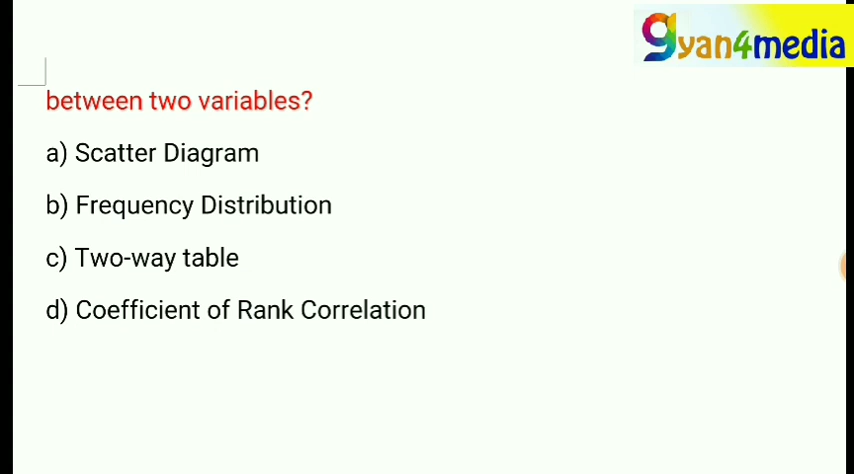 gyan4media
between two variables?
a) Scatter Diagram
b) Frequency Distribution
c) Two-way table
d) Coefficient of Rank Correlation